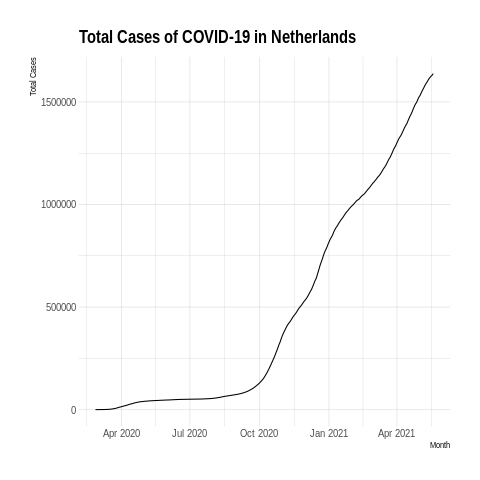 Total Cases of COVID-19 in Netherlands
Total Cases
1500000
1000000
500000
0
Apr 2020 Jul 2020 Oct 2020 Jan 2021 Apr 2021
Month